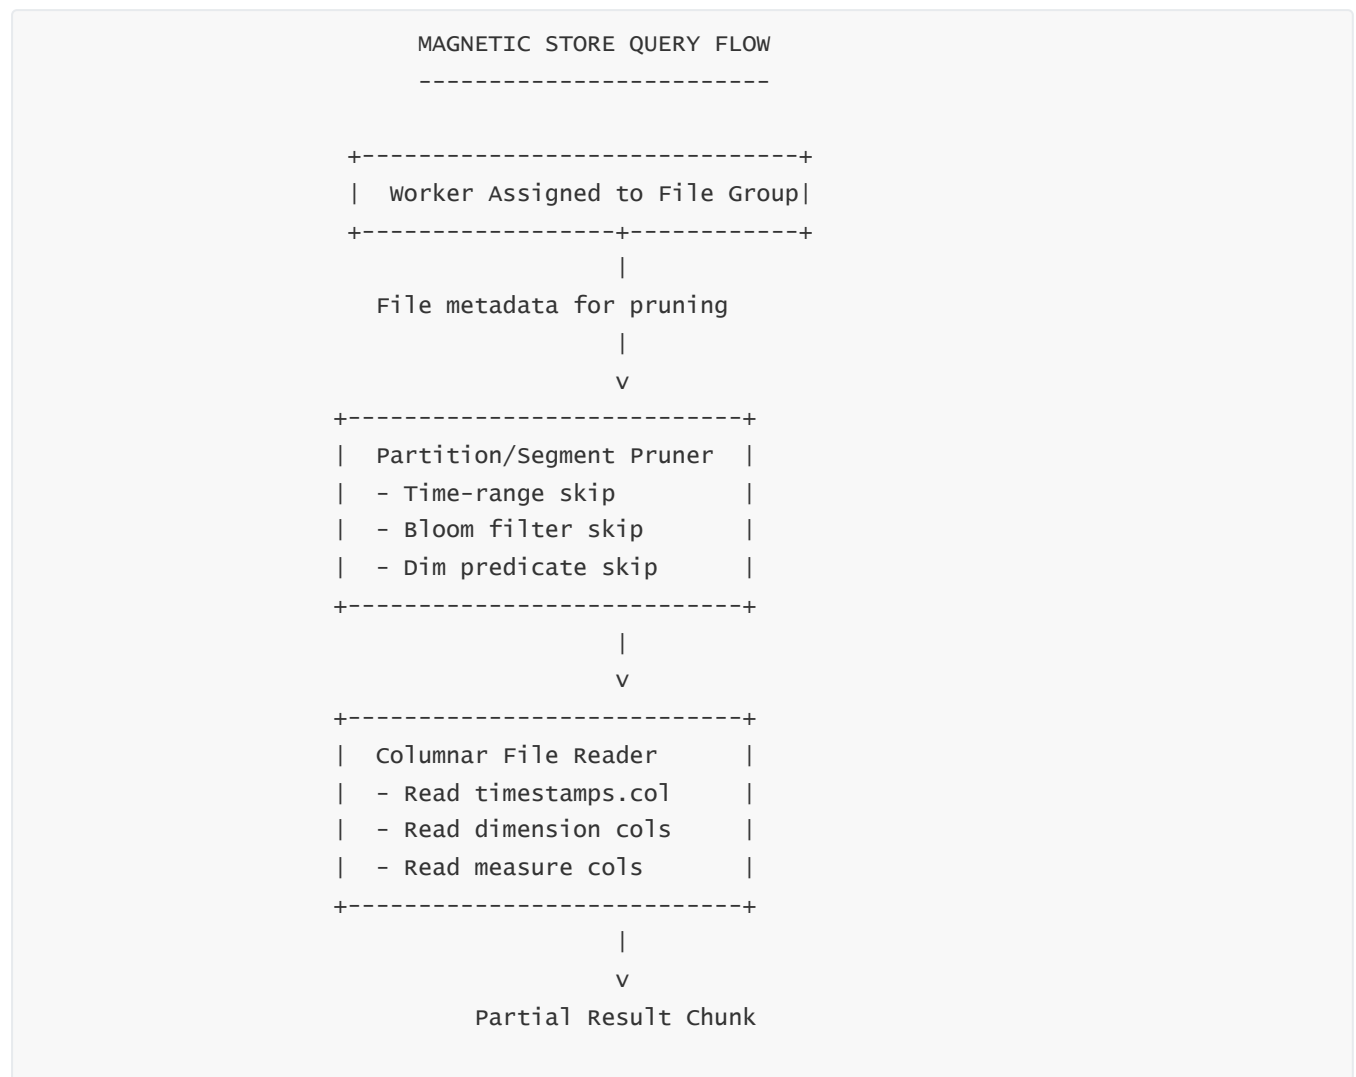 MAGNETIC STORE QUERY FLOW
-------------------------
+-------------------------------+
|  Worker Assigned to File Group|
+------------------+------------+
|
File metadata for pruning
|
v
+----------------------------+
|  Partition/Segment Pruner  |
|  - Time-range skip         |
|  - Bloom filter skip       |
|  - Dim predicate skip      |
+----------------------------+
|
v
+----------------------------+
|  Columnar File Reader      |
|  - Read timestamps.col     |
|  - Read dimension cols     |
|  - Read measure cols       |
+----------------------------+
|
v
Partial Result Chunk